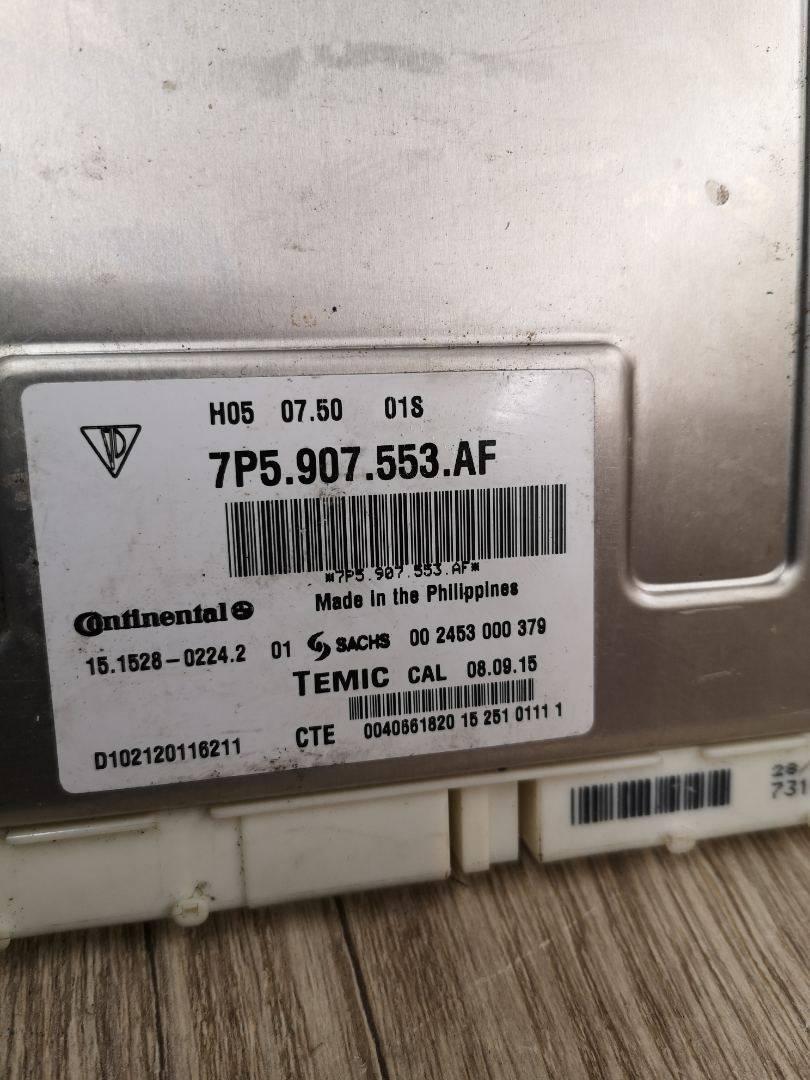 H05 07.50 01S
7P5.907.553.AF
*7P5.907.553.AF*
Made in the Philippines
Continental
15.1528-0224.2 01 SACHS 00 2453 000 379
TEMIC CAL 08.09.15
CTE 0040661820 15 251 0111 1
D102120116211
28/
731